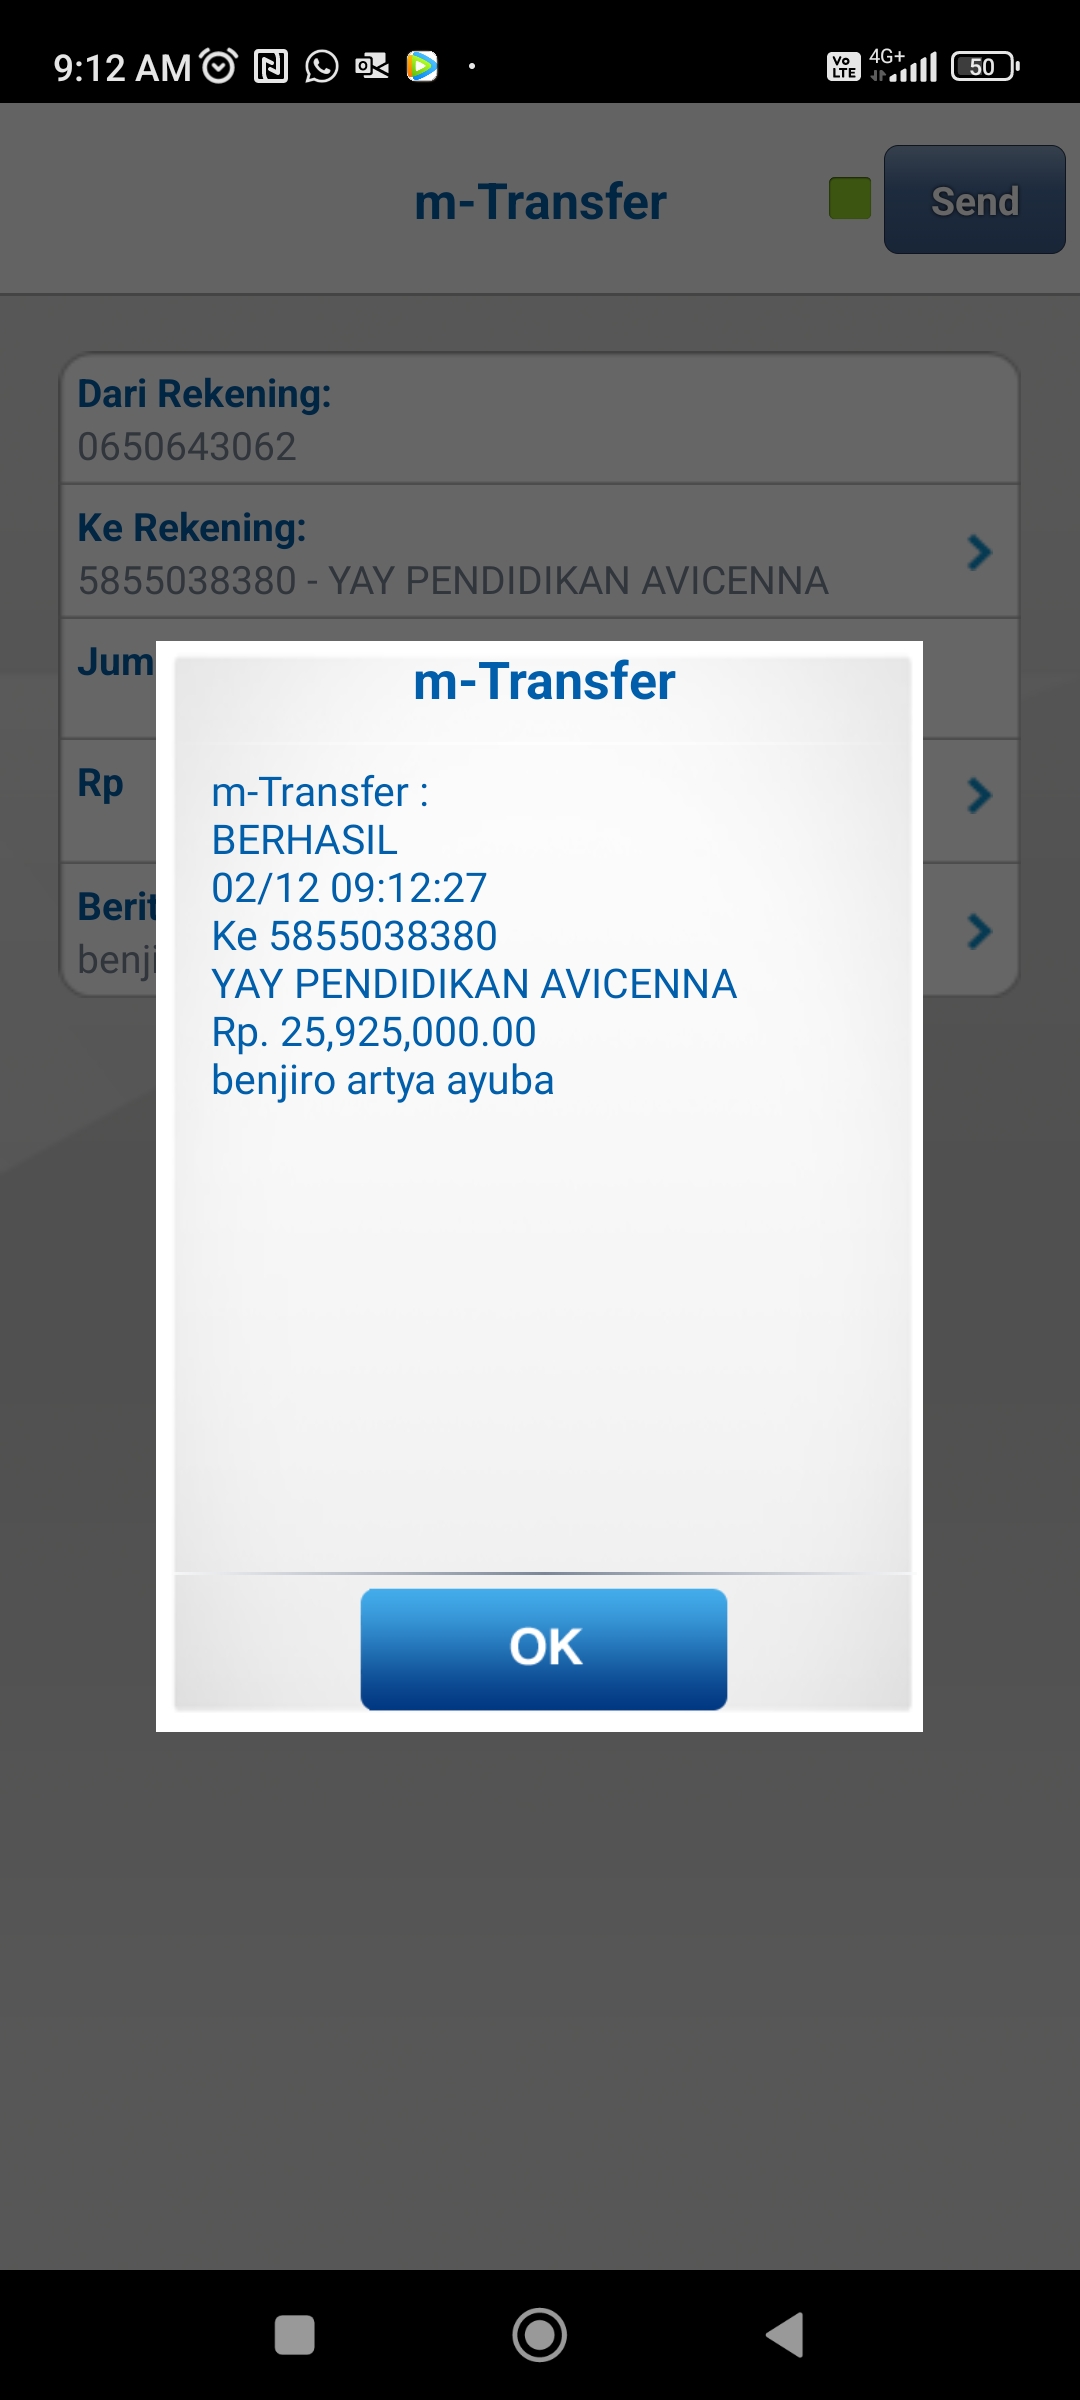 9:12 AM
Vo LTE 4G+ 50
m-Transfer
Send
Dari Rekening:
0650643062
Ke Rekening:
5855038380 - YAY PENDIDIKAN AVICENNA
Jum
Rp
Berit
benji
m-Transfer
m-Transfer :
BERHASIL
02/12 09:12:27
Ke 5855038380
YAY PENDIDIKAN AVICENNA
Rp. 25,925,000.00
benjiro artya ayuba
OK